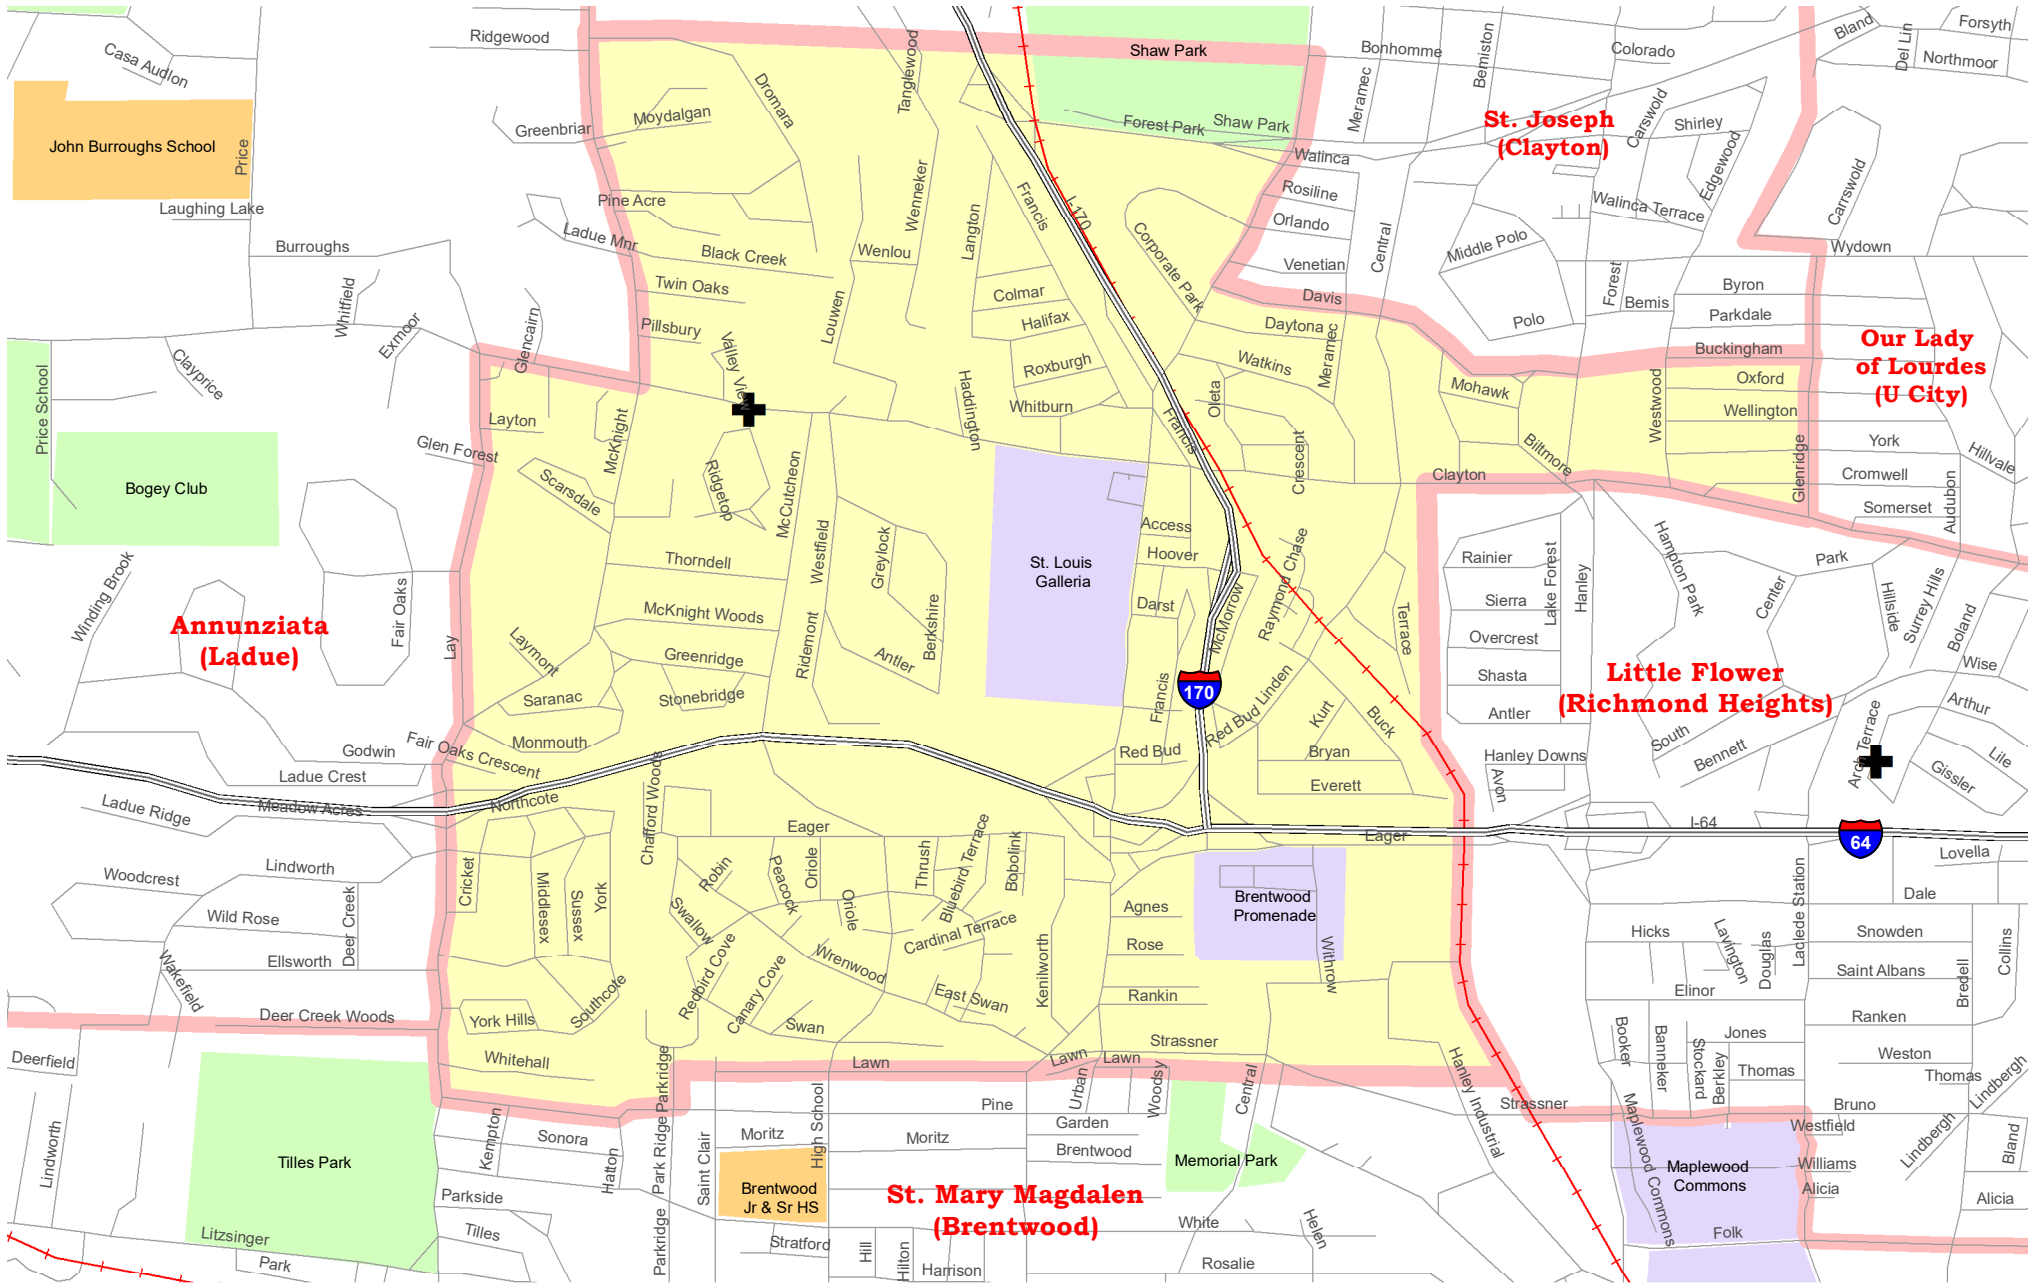 Ridgewood
Tanglewood
Shaw Park
Bonhomme
Bemiston
Colorado
Bland
Del Lin
Forsyth
Northmoor
Casa Audlon
Dromara
Moydalgan
Greenbriar
Meramec
Forest Park
Shaw Park
St. Joseph
(Clayton)
Carswold
Shirley
Edgewood
John Burroughs School
Price
Walinca
Rosiline
Orlando
Venetian
Central
Walinca Terrace
Carrswold
Laughing Lake
Pine Acre
Wenneker
Langton
Francis
I-170
Corporate Park
Middle Polo
Wydown
Burroughs
Ladue Mnr
Black Creek
Wenlou
Twin Oaks
Davis
Polo
Forest
Bemis
Byron
Parkdale
Buckingham
Whitfield
Exmoor
Glencairn
Pillsbury
Valley View
Louwen
Colmar
Halifax
Roxburgh
Whitburn
Haddington
Daytona
Watkins
Meramec
Oleta
Mohawk
Our Lady
of Lourdes
(U City)
Oxford
Wellington
Westwood
Glenridge
York
Cromwell
Somerset
Audubon
Hillvale
Price School
Clayprice
Layton
McKnight
Glen Forest
Bogey Club
Scarsdale
Ridgetop
McCutcheon
Francis
Crescent
Clayton
Biltmore
Access
Hoover
Darst
St. Louis
Galleria
Westfield
Greylock
Berkshire
Antler
Ridemont
Thorndell
McKnight Woods
Greenridge
Stonebridge
Laymont
Saranac
Monmouth
Winding Brook
Fair Oaks
Lay
Annunziata
(Ladue)
McMorrow
Raymond Chase
Terrace
Rainier
Sierra
Overcrest
Shasta
Antler
Lake Forest
Hanley
Hampton Park
Center
Park
Hillside
Surrey Hills
Boland
Wise
Arthur
Lile
Gissler
Arch Terrace
Little Flower
(Richmond Heights)
South
Bennett
Hanley Downs
Avon
170
Francis
Red Bud
Red Bud Linden
Kurt
Buck
Bryan
Everett
Godwin
Fair Oaks Crescent
Ladue Crest
Meadow Acres
Ladue Ridge
Northcote
Chafford Woods
Eager
Eager
I-64
64
Lovella
Dale
Woodcrest
Lindworth
Wild Rose
Deer Creek
Ellsworth
Wakefield
Deer Creek Woods
Cricket
Middlesex
Sussex
York
Robin
Peacock
Oriole
Oriole
Thrush
Bluebird Terrace
Bobolink
Swallow
Redbird Cove
Canary Cove
Wrenwood
Cardinal Terrace
East Swan
Swan
Kenilworth
Agnes
Rose
Rankin
Brentwood
Promenade
Withrow
Strassner
Hicks
Lavington
Douglas
Laclede Station
Snowden
Saint Albans
Bredell
Collins
Elinor
Ranken
Booker
Banneker
Stockard
Berkley
Jones
Thomas
Weston
Thomas
Lindbergh
Bruno
York Hills
Southcote
Whitehall
Deerfield
Lawn
Lawn
Lawn
Urban
Woodsy
Central
Hanley Industrial
Strassner
Lindworth
Tilles Park
Kempton
Sonora
Hatton
Parkside
Tilles
Litzsinger
Park
Parkridge
Park Ridge
Parkridge
Saint Clair
High School
Moritz
Moritz
Pine
Garden
Brentwood
Memorial Park
Brentwood
Jr & Sr HS
St. Mary Magdalen
(Brentwood)
Stratford
Hill
Hilton
Harrison
White
Rosalie
Helen
Maplewood Commons
Maplewood
Commons
Westfield
Williams
Alicia
Folk
Lindbergh
Bland
Alicia